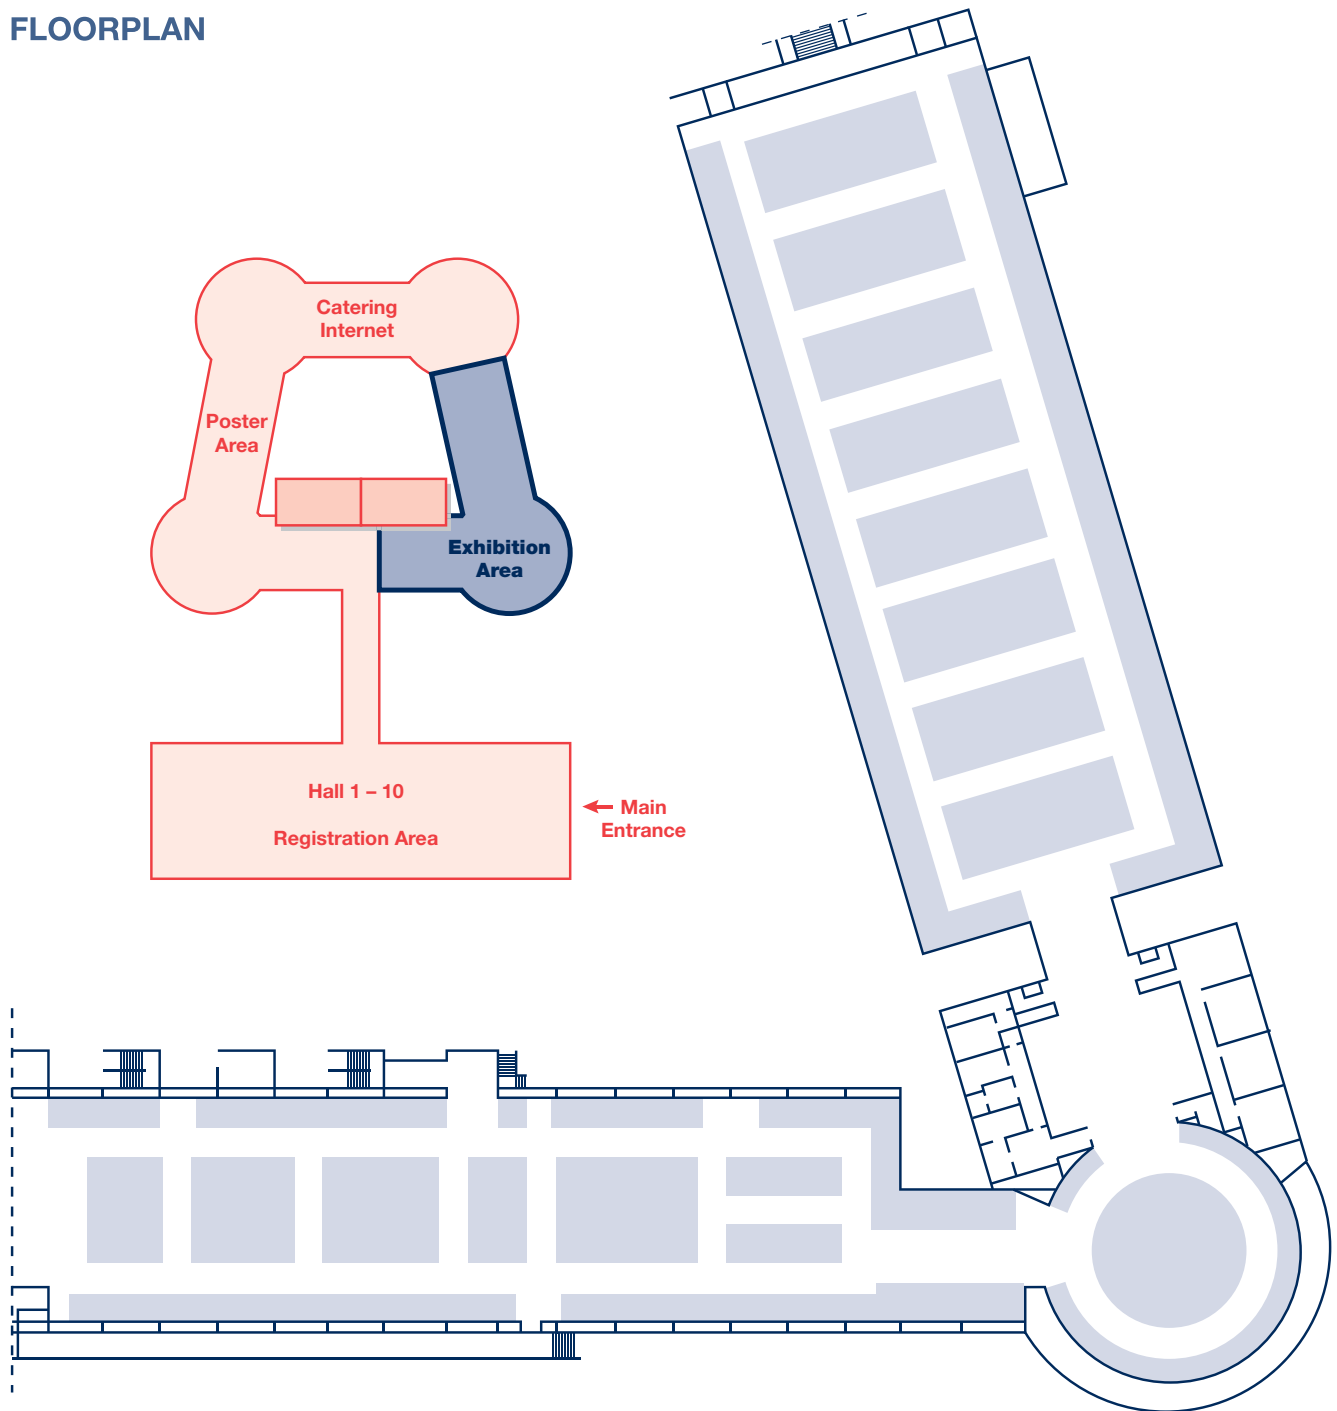 FLOORPLAN
Catering
Internet
Poster
Area
Exhibition
Area
Hall 1 – 10
Registration Area
Main
Entrance